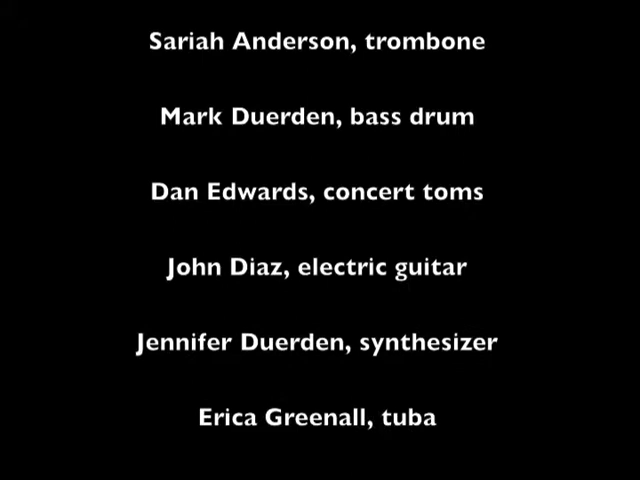 Sariah Anderson, trombone
Mark Duerden, bass drum
Dan Edwards, concert toms
John Diaz, electric guitar
Jennifer Duerden, synthesizer
Erica Greenall, tuba